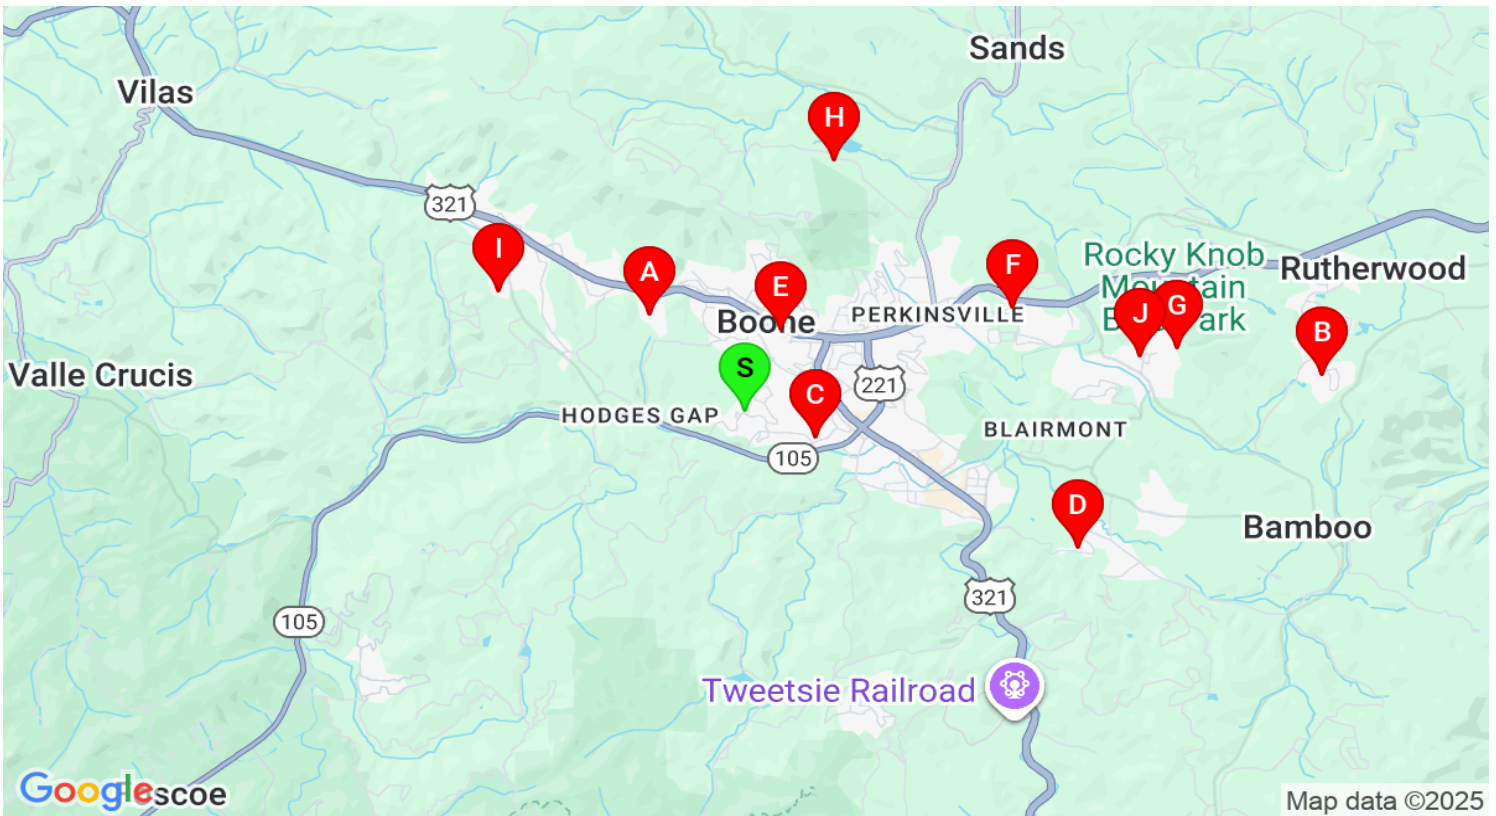 Sands
Vilas
H
321
I
A
E
F
Rocky Knob
Mountain
Park
Rutherwood
Boone
PERKINSVILLE
J
G
B
Valle Crucis
S
C
221
HODGES GAP
BLAIRMONT
105
D
Bamboo
321
105
Tweetsie Railroad
Google
scoe
Map data ©2025